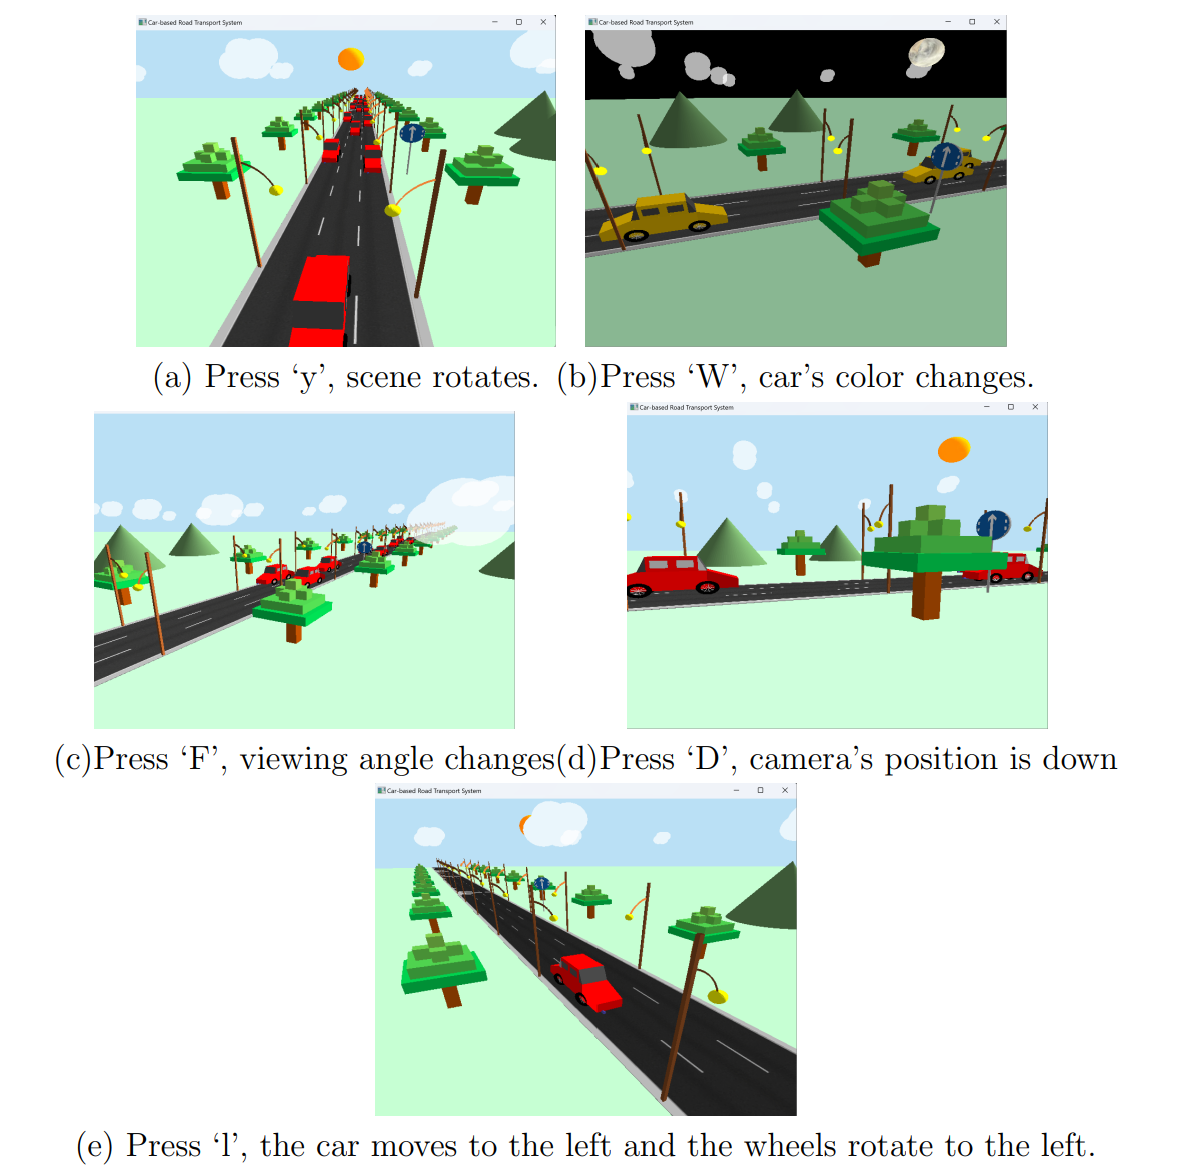 Car-based Road Transport System
Car-based Road Transport System
(a) Press ‘y’, scene rotates. (b)Press ‘W’, car’s color changes.
Car-based Road Transport System
(c)Press ‘F’, viewing angle changes(d)Press ‘D’, camera’s position is down
Car-based Road Transport System
(e) Press ‘l’, the car moves to the left and the wheels rotate to the left.